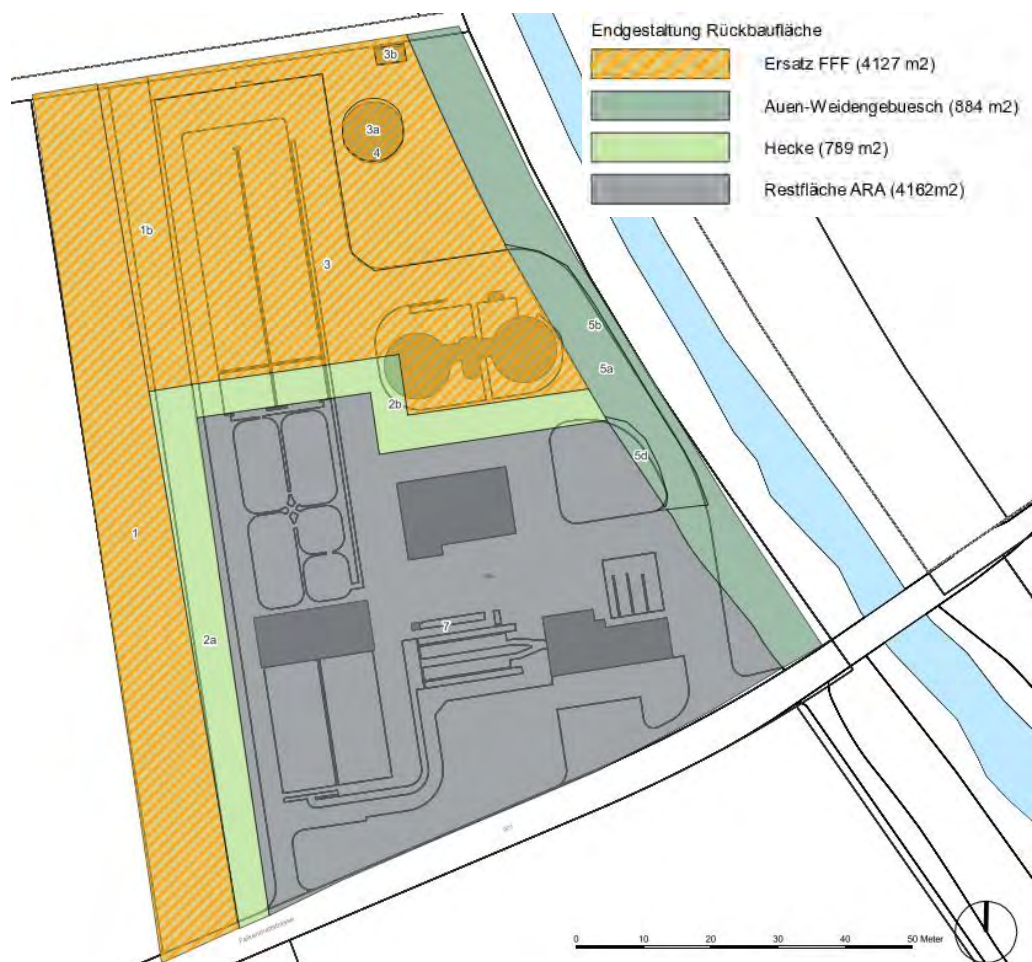 Endgestaltung Rückbaufläche
Ersatz FFF (4127 m2)
Auen-Weidengebuesch (884 m2)
Hecke (789 m2)
Restfläche ARA (4162m2)
3b
3a
4
1b
3
5b
5a
2b
5d
1
2a
7
0 10 20 30 40 50 Meter